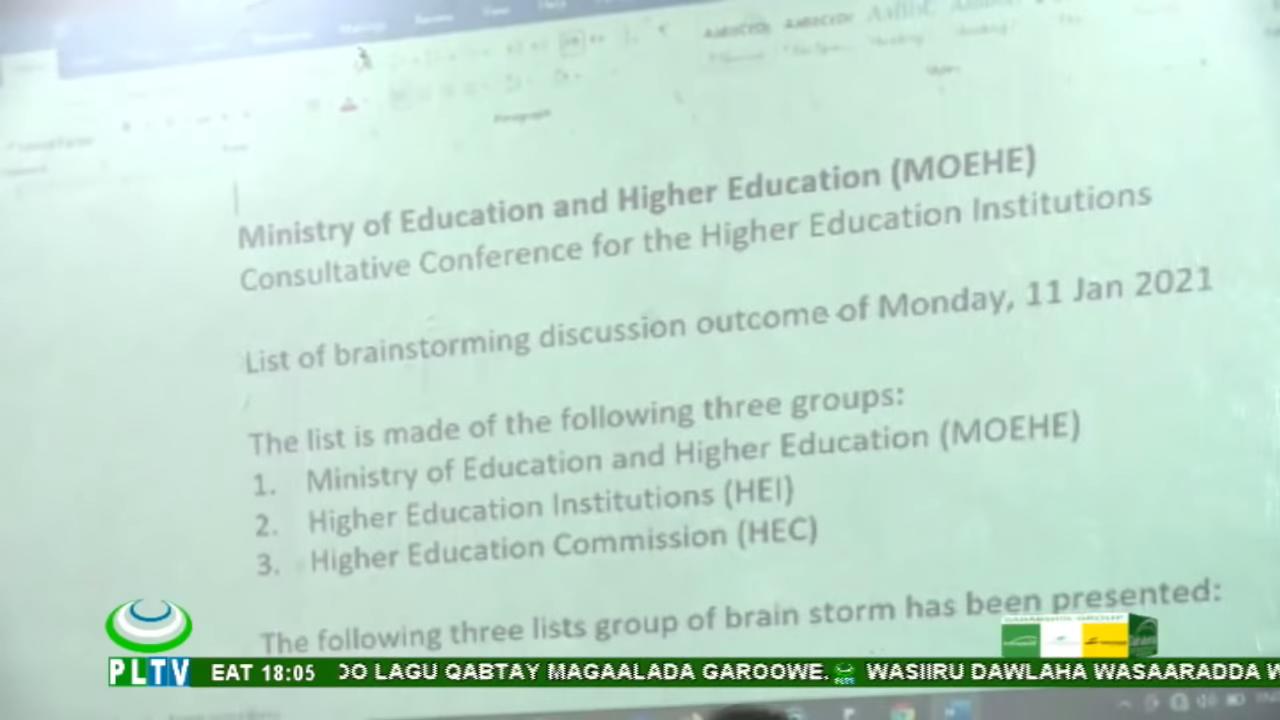 Paragraph
Ministry of Education and Higher Education (MOEHE)
Consultative Conference for the Higher Education Institutions
List of brainstorming discussion outcome of Monday, 11 Jan 2021
The list is made of the following three groups:
1. Ministry of Education and Higher Education (MOEHE)
2. Higher Education Institutions (HEI)
3. Higher Education Commission (HEC)
The following three lists group of brain storm has been presented:
PLTV EAT 18:05 OO LAGU QABTAY MAGAALADA GAROOWE. WASIIRU DAWLAHA WASAARADDA W